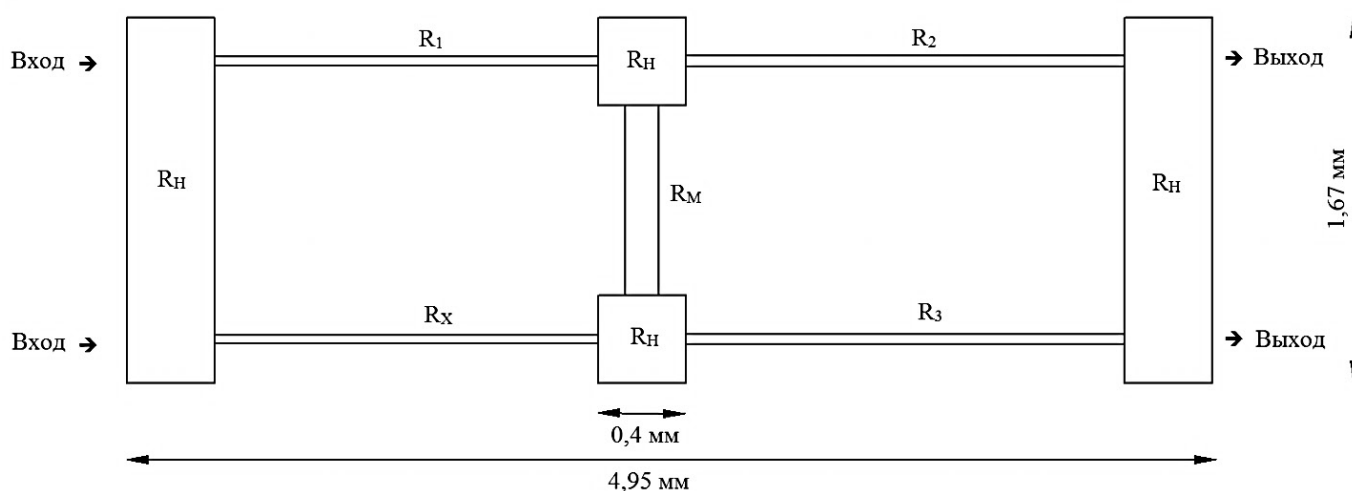 R₁
R₂
Вход →
Rн
→ Выход
Rн
Rм
Rн
1,67 мм
Rх
R₃
Вход →
Rн
→ Выход
0,4 мм
4,95 мм